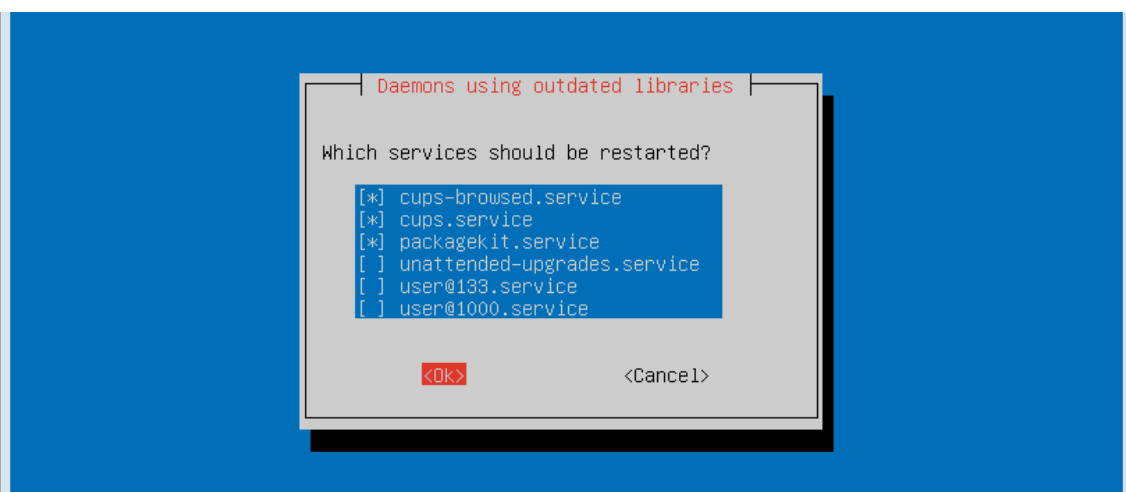 Daemons using outdated libraries
Which services should be restarted?
[*] cups-browsed.service
[*] cups.service
[*] packagekit.service
[ ] unattended-upgrades.service
[ ] user@133.service
[ ] user@1000.service
<Ok> <Cancel>